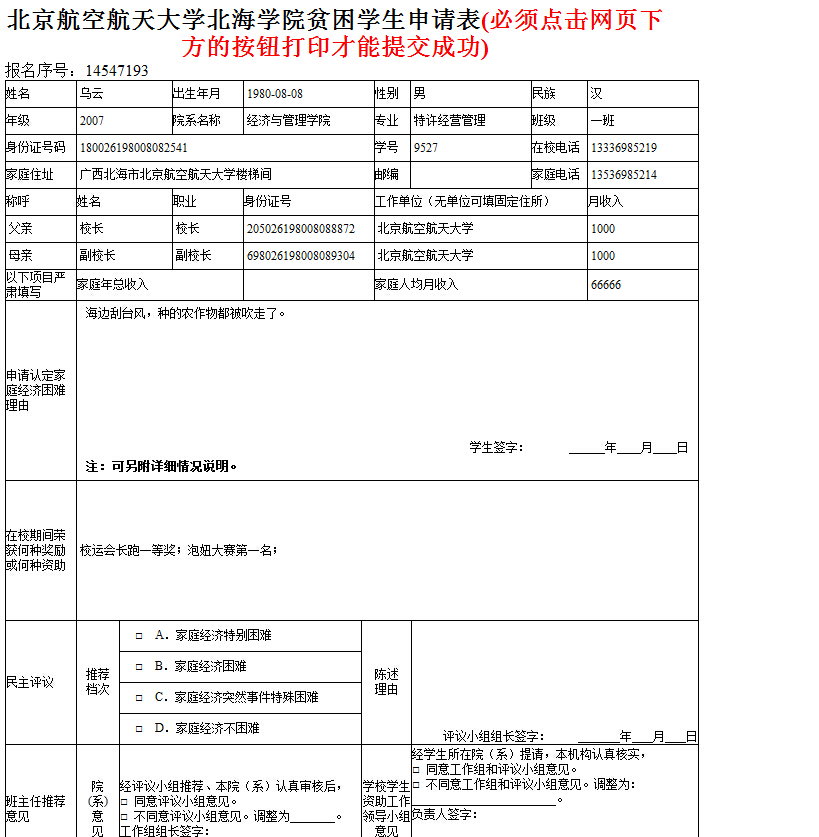 北京航空航天大学北海学院贫困学生申请表(必须点击网页下
方的按钮打印才能提交成功)
报名序号：14547193
姓名 乌云 出生年月 1980-08-08 性别 男 民族 汉
年级 2007 院系名称 经济与管理学院 专业 特许经营管理 班级 一班
身份证号码 180026198008082541 学号 9527 在校电话 13336985219
家庭住址 广西北海市北京航空航天大学楼梯间 邮编 家庭电话 13536985214
称呼 姓名 职业 身份证号 工作单位（无单位可填固定住所） 月收入
父亲 校长 校长 205026198008088872 北京航空航天大学 1000
母亲 副校长 副校长 698026198008089304 北京航空航天大学 1000
以下项目严
肃填写
家庭年总收入 家庭人均月收入 66666
申请认定家
庭经济困难
理由
海边刮台风，种的农作物都被吹走了。
学生签字： ______年____月____日
注：可另附详细情况说明。
在校期间荣
获何种奖励
或何种资助
校运会长跑一等奖；泡妞大赛第一名；
民主评议
推荐
档次
□ A．家庭经济特别困难
□ B．家庭经济困难
□ C．家庭经济突然事件特殊困难
□ D．家庭经济不困难
陈述
理由
评议小组组长签字： _______年___月___日
班主任推荐
意见
院
(系)
意
见
经评议小组推荐、本院（系）认真审核后，
□ 同意评议小组意见。
□ 不同意评议小组意见。调整为_______。
工作组组长签字：
学校学生
资助工作
领导小组
意见
经学生所在院（系）提请，本机构认真核实，
□ 同意工作组和评议小组意见。
□ 不同意工作组和评议小组意见。调整为：
________________________。
负责人签字：